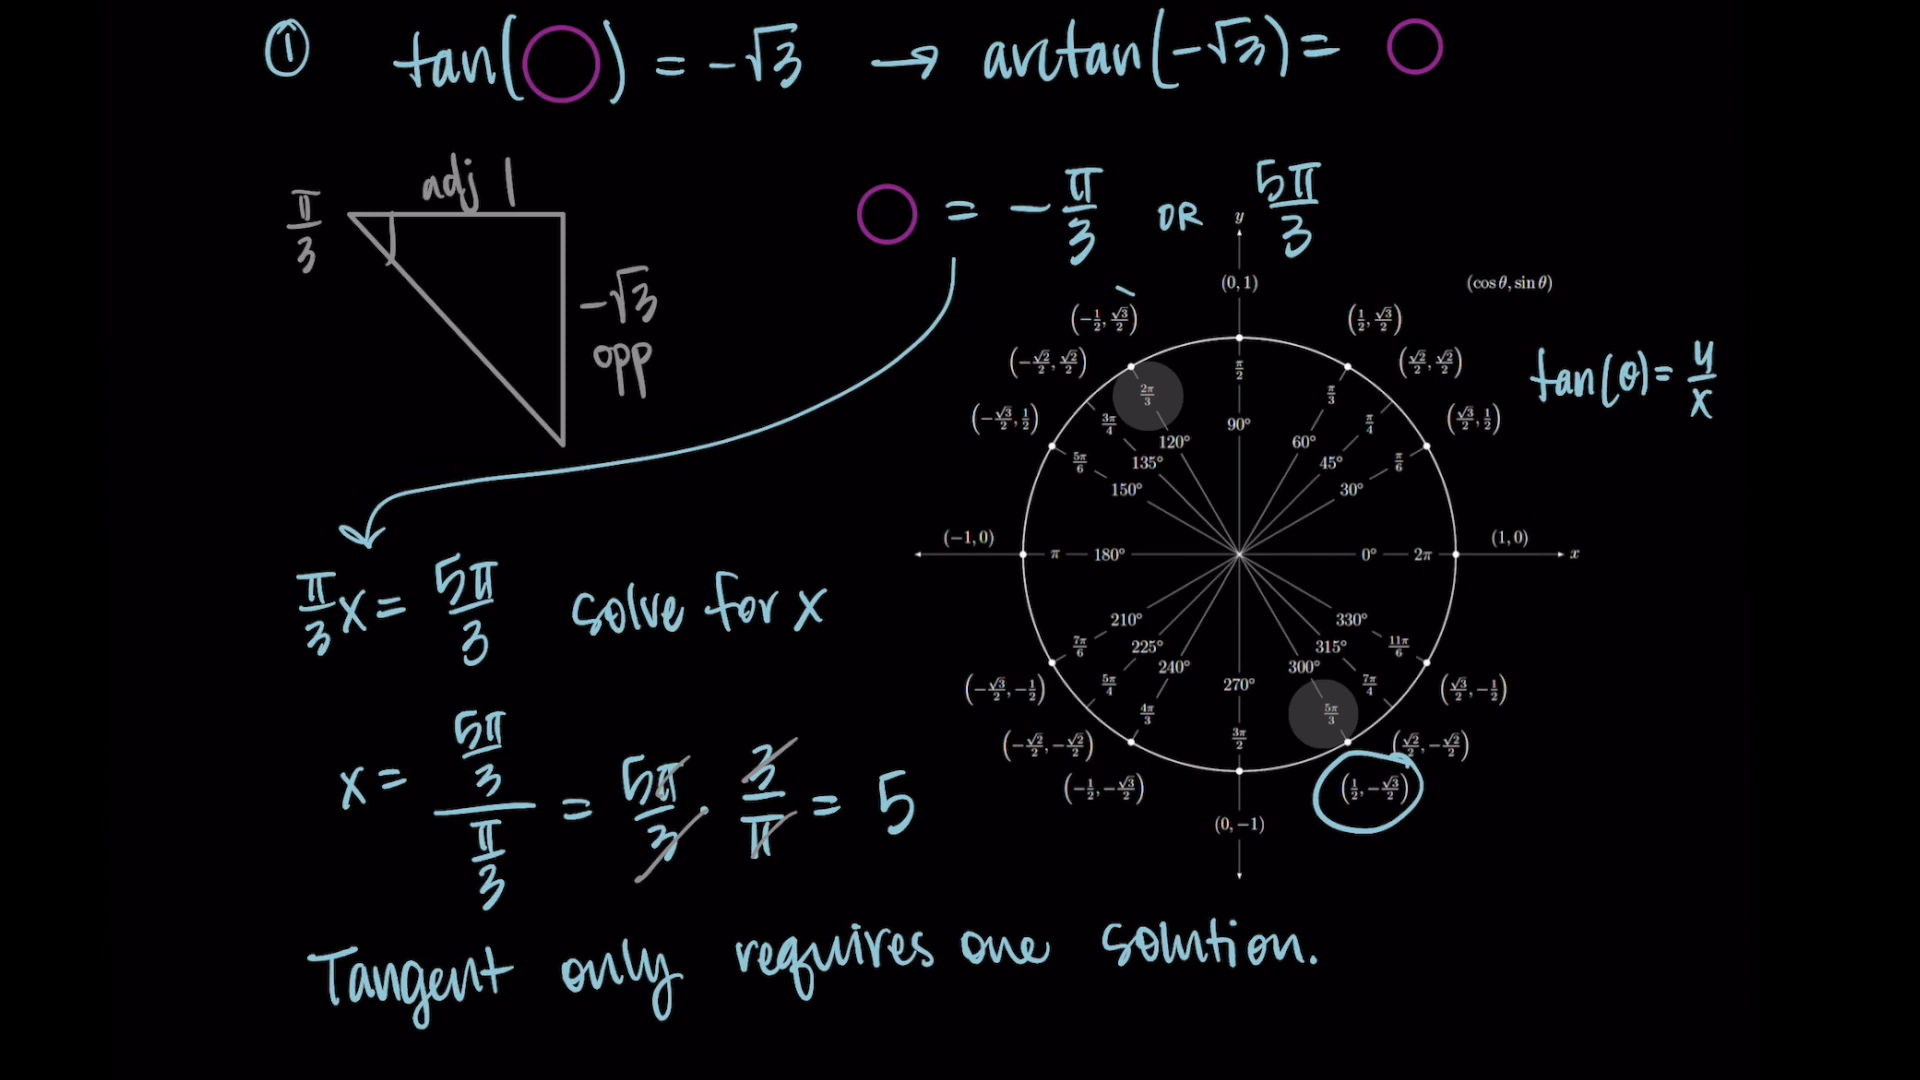 ① tan(○) = -√3 → arctan(-√3) = ○
π/3 adj 1
-√3
opp
○ = -π/3 OR 5π/3
y
(0, 1)
(cos θ, sin θ)
(-1/2, √3/2) (1/2, √3/2)
(-√2/2, √2/2) (√2/2, √2/2)
tan(θ) = y/x
(-√3/2, 1/2) (√3/2, 1/2)
2π/3 π/2 π/3
3π/4 π/4
120° 90° 60°
5π/6 135° 45° π/6
150° 30°
(-1, 0) (1, 0)
π 180° 0° 2π x
π/3 x = 5π/3 solve for x
210° 330°
7π/6 225° 315° 11π/6
240° 270° 300°
5π/4 7π/4
4π/3 3π/2 5π/3
(-√3/2, -1/2) (√3/2, -1/2)
(-√2/2, -√2/2) (√2/2, -√2/2)
(-1/2, -√3/2) (1/2, -√3/2)
(0, -1)
x = (5π/3)/(π/3) = 5π/3 · 3/π = 5
Tangent only requires one solution.